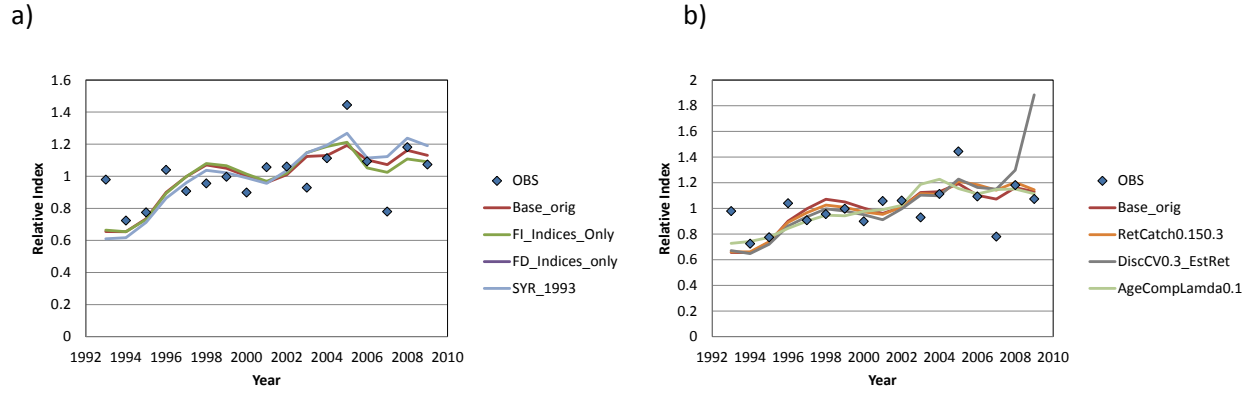 a)
1.6
1.4
1.2
1
0.8
0.6
0.4
0.2
0
Relative Index
1992 1994 1996 1998 2000 2002 2004 2006 2008 2010
Year
OBS
Base_orig
FI_Indices_Only
FD_Indices_only
SYR_1993
b)
2
1.8
1.6
1.4
1.2
1
0.8
0.6
0.4
0.2
0
Relative Index
1992 1994 1996 1998 2000 2002 2004 2006 2008 2010
Year
OBS
Base_orig
RetCatch0.150.3
DiscCV0.3_EstRet
AgeCompLamda0.1